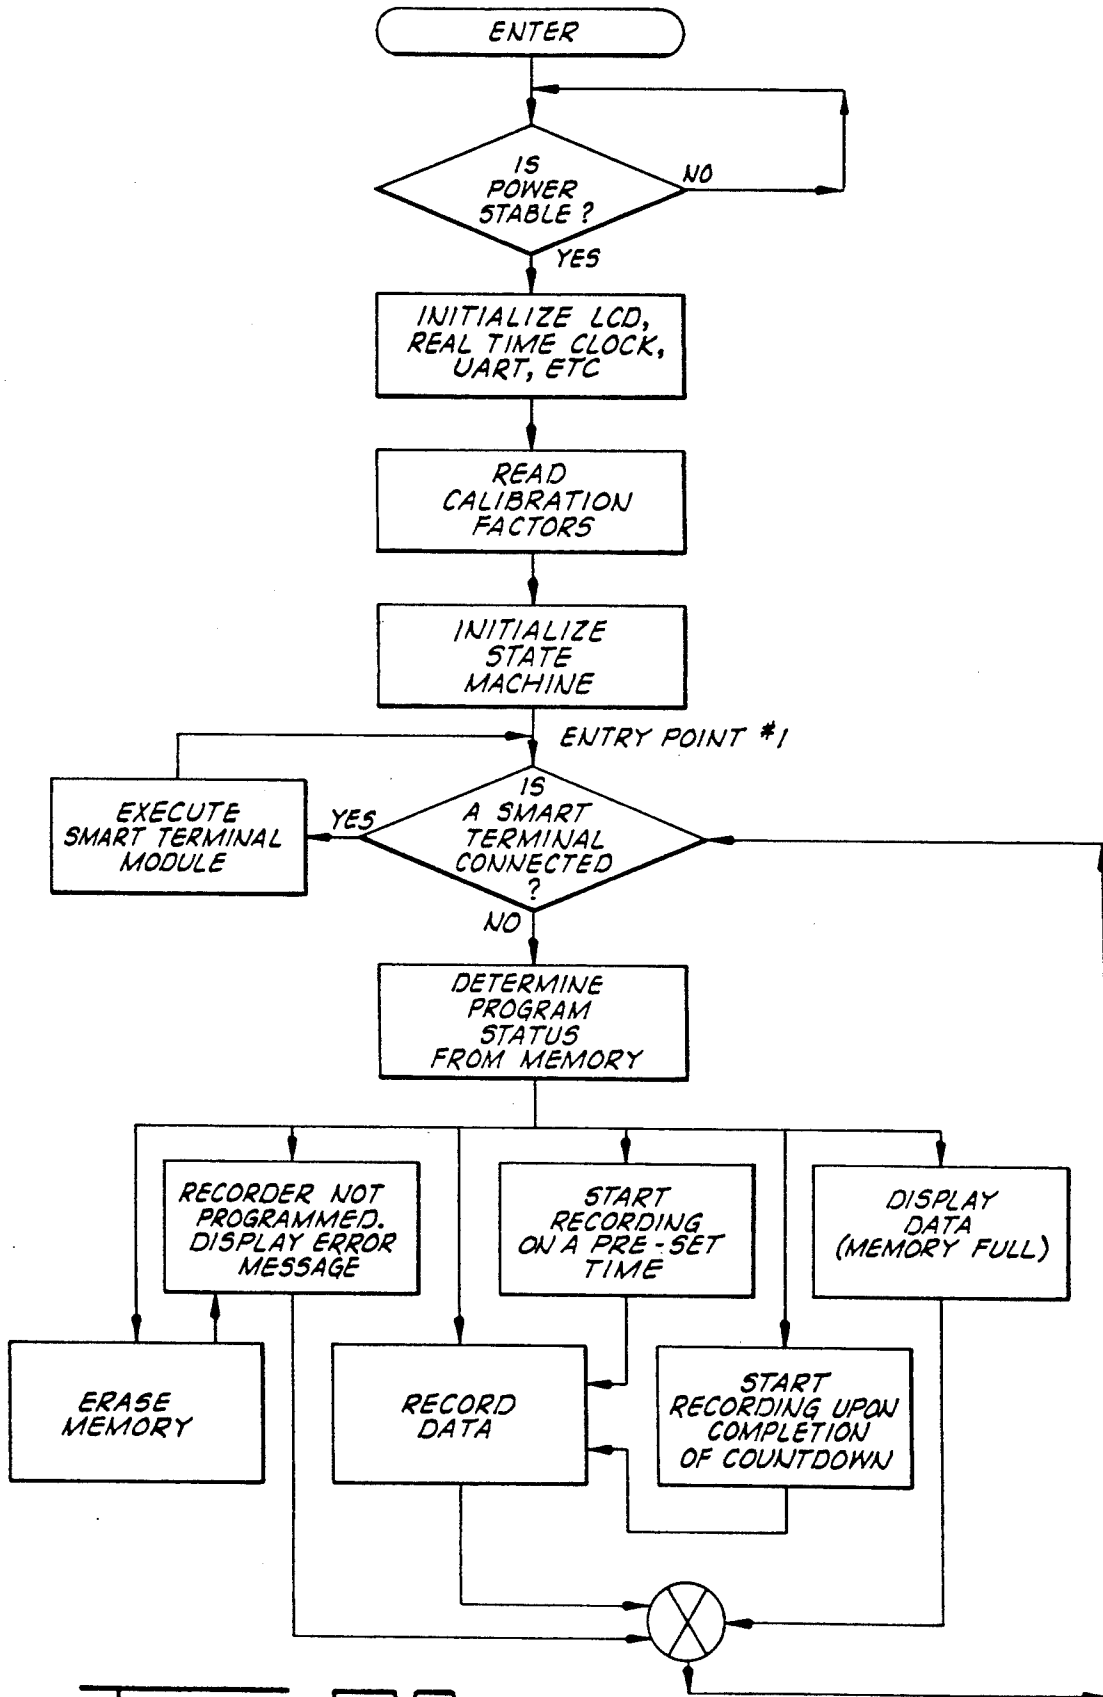 ENTER
IS
POWER
STABLE?
NO
YES
INITIALIZE LCD,
REAL TIME CLOCK,
UART, ETC
READ
CALIBRATION
FACTORS
INITIALIZE
STATE
MACHINE
ENTRY POINT #1
IS
A SMART
TERMINAL
CONNECTED
?
YES
EXECUTE
SMART TERMINAL
MODULE
NO
DETERMINE
PROGRAM
STATUS
FROM MEMORY
RECORDER NOT
PROGRAMMED.
DISPLAY ERROR
MESSAGE
START
RECORDING
ON A PRE-SET
TIME
DISPLAY
DATA
(MEMORY FULL)
ERASE
MEMORY
RECORD
DATA
START
RECORDING UPON
COMPLETION
OF COUNTDOWN